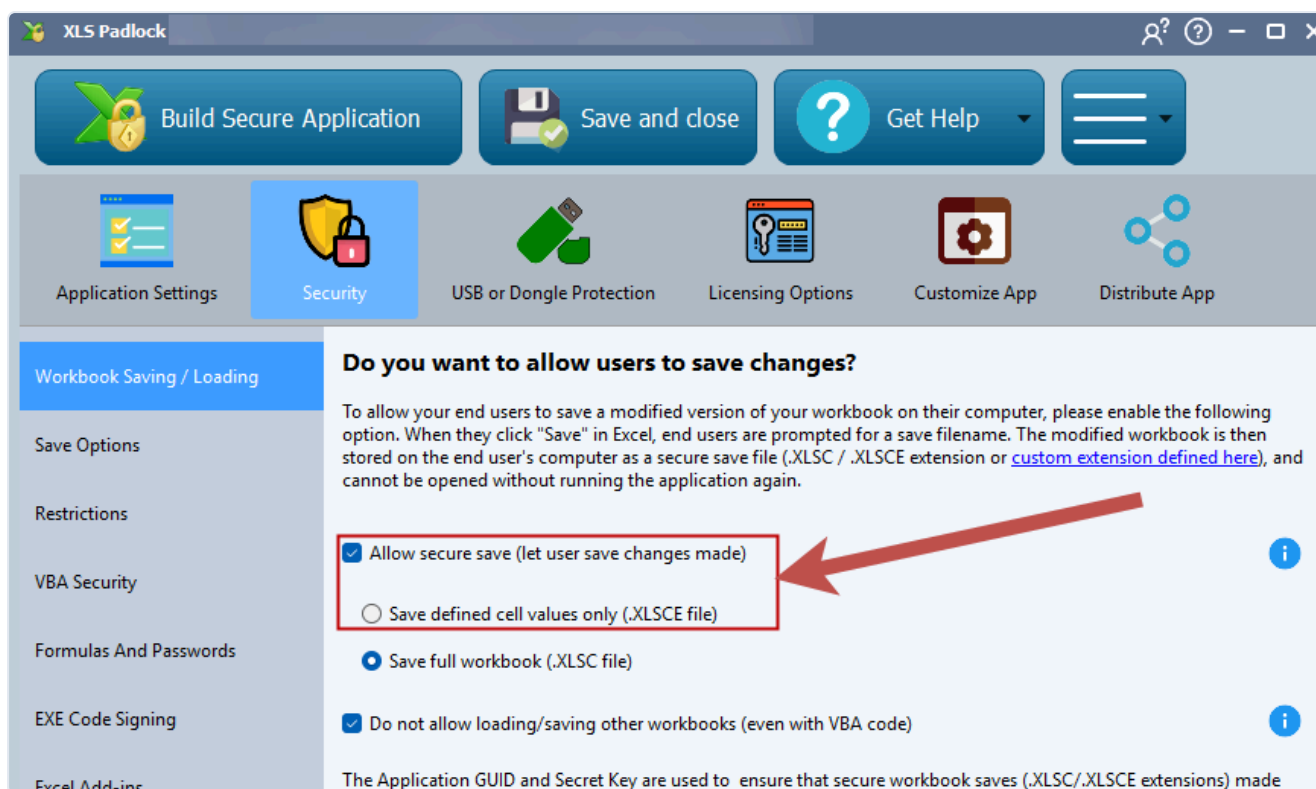 XLS Padlock
Build Secure Application
Save and close
? Get Help
Application Settings
Security
USB or Dongle Protection
Licensing Options
Customize App
Distribute App
Workbook Saving / Loading
Save Options
Restrictions
VBA Security
Formulas And Passwords
EXE Code Signing
Excel Add-ins
Do you want to allow users to save changes?
To allow your end users to save a modified version of your workbook on their computer, please enable the following
option. When they click "Save" in Excel, end users are prompted for a save filename. The modified workbook is then
stored on the end user's computer as a secure save file (.XLSC / .XLSCE extension or custom extension defined here), and
cannot be opened without running the application again.
Allow secure save (let user save changes made)
Save defined cell values only (.XLSCE file)
Save full workbook (.XLSC file)
Do not allow loading/saving other workbooks (even with VBA code)
The Application GUID and Secret Key are used to ensure that secure workbook saves (.XLSC/.XLSCE extensions) made